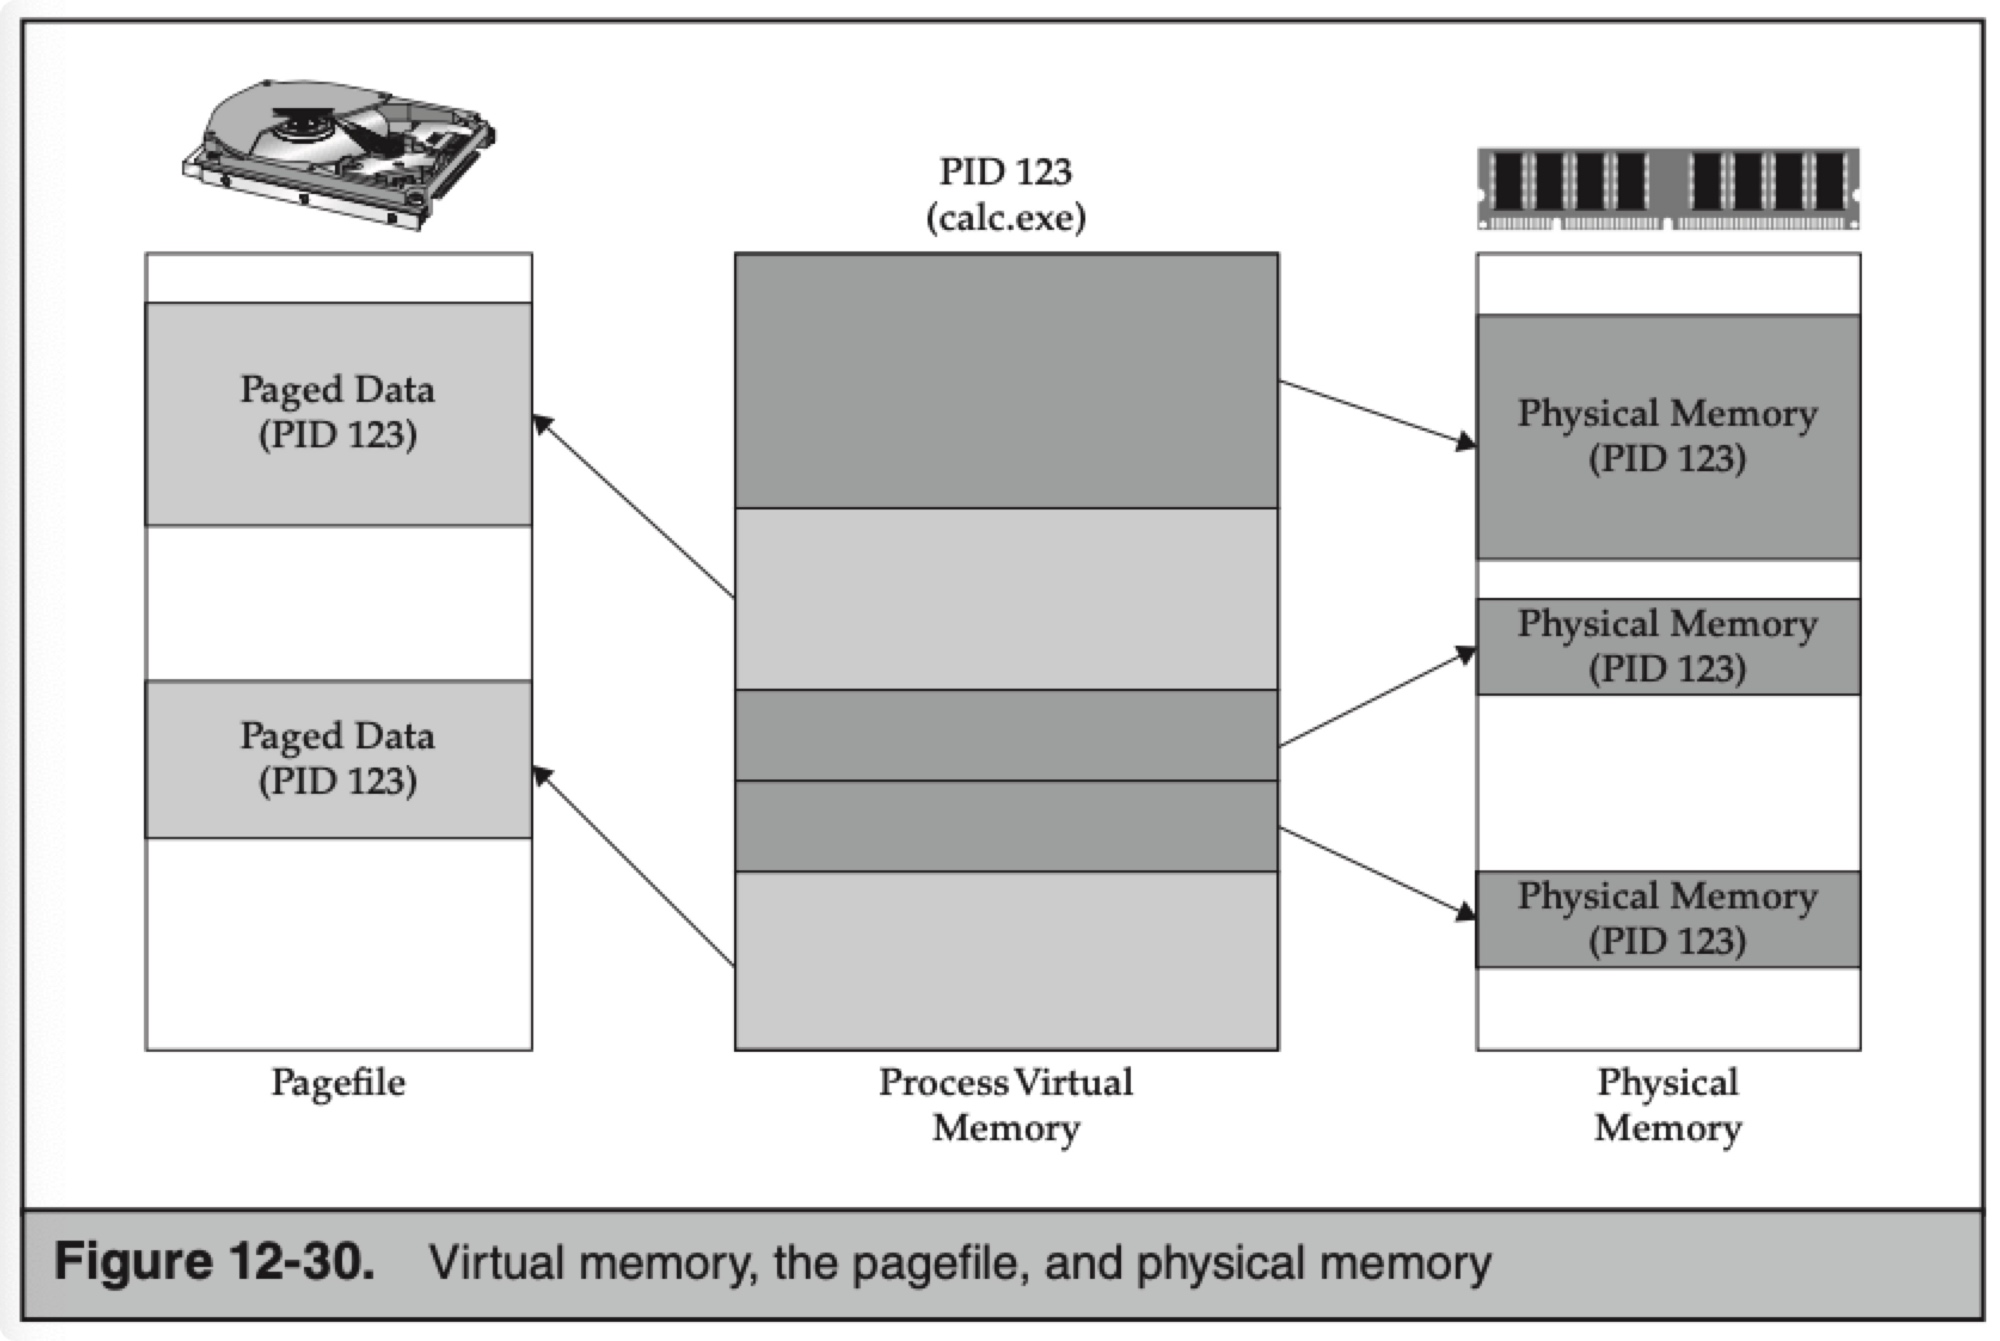 PID 123
(calc.exe)
Paged Data
(PID 123)
Paged Data
(PID 123)
Physical Memory
(PID 123)
Physical Memory
(PID 123)
Physical Memory
(PID 123)
Pagefile
Process Virtual
Memory
Physical
Memory
Figure 12-30. Virtual memory, the pagefile, and physical memory